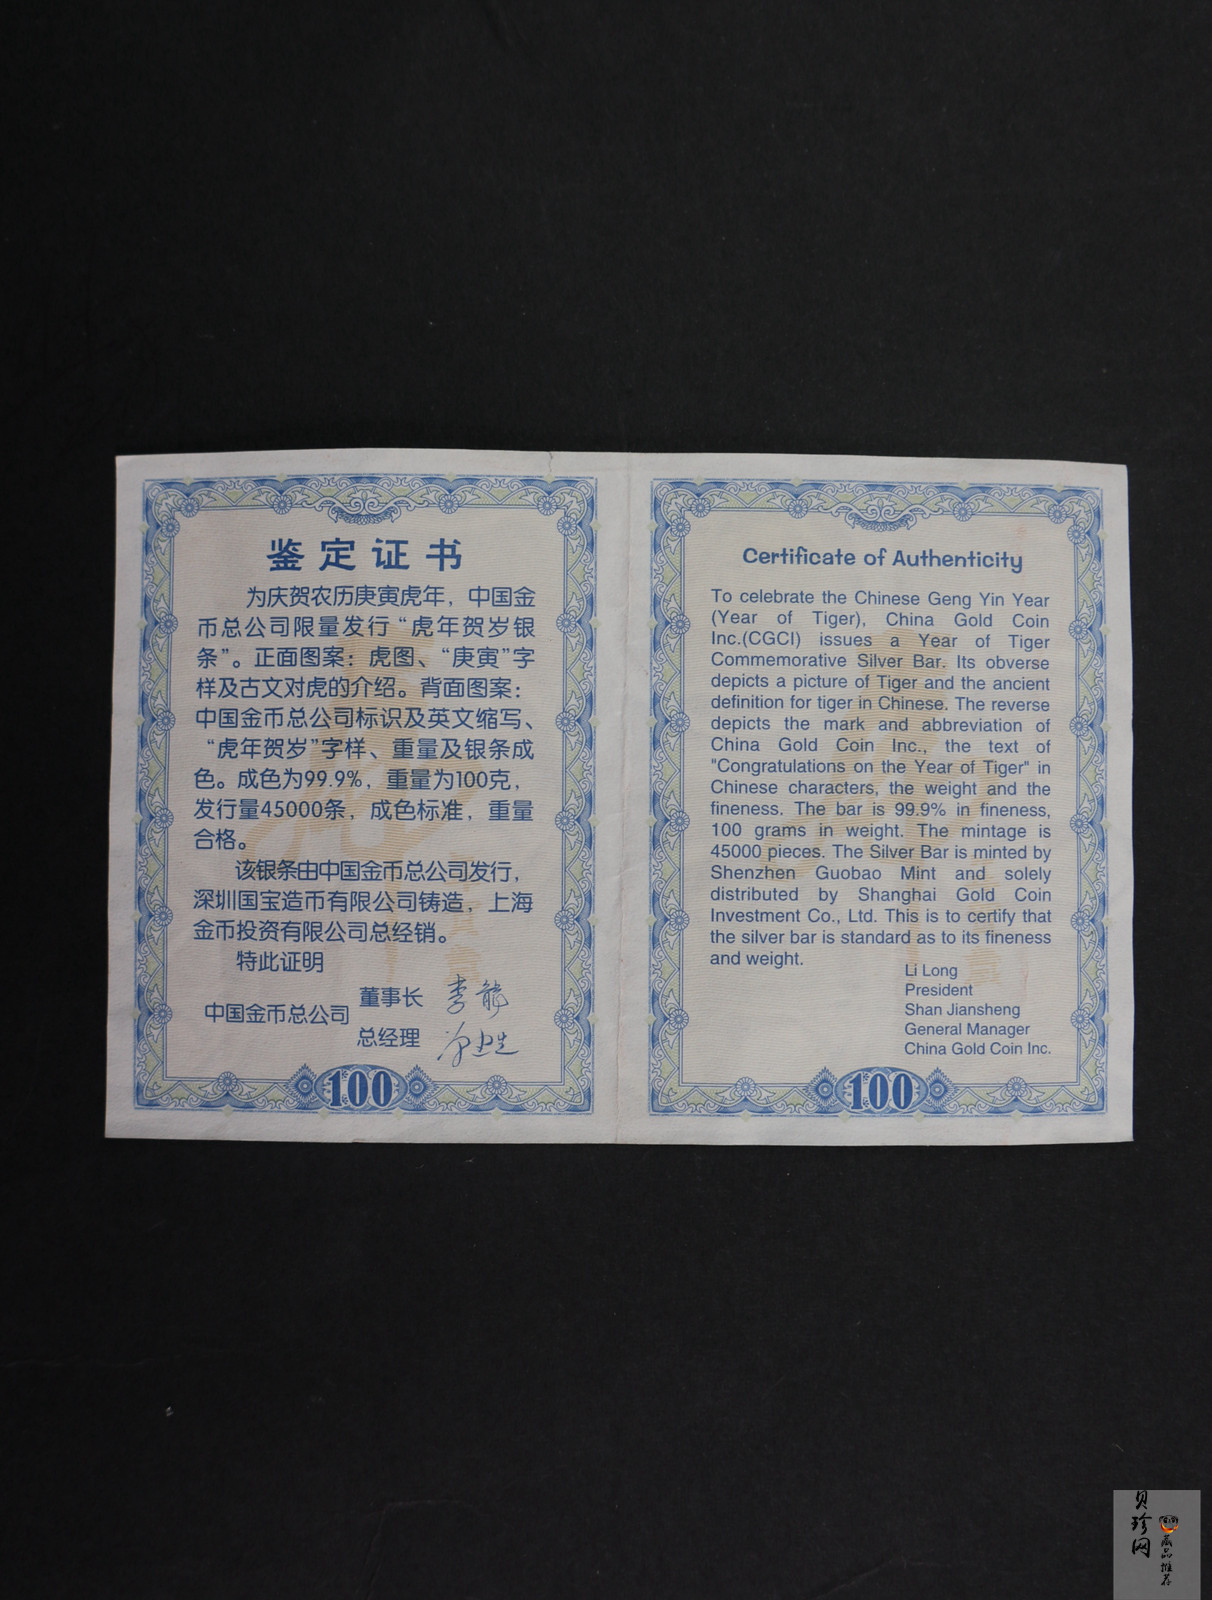 鉴定证书
为庆贺农历庚寅虎年，中国金
币总公司限量发行“虎年贺岁银
条”。正面图案：虎图、“庚寅”字
样及古文对虎的介绍。背面图案：
中国金币总公司标识及英文缩写、
“虎年贺岁”字样、重量及银条成
色。成色为99.9%，重量为100克，
发行量45000条，成色标准，重量
合格。
该银条由中国金币总公司发行，
深圳国宝造币有限公司铸造，上海
金币投资有限公司总经销。
特此证明
中国金币总公司
董事长 李龙
总经理
100
Certificate of Authenticity
To celebrate the Chinese Geng Yin Year
(Year of Tiger), China Gold Coin
Inc.(CGCI) issues a Year of Tiger
Commemorative Silver Bar. Its obverse
depicts a picture of Tiger and the ancient
definition for tiger in Chinese. The reverse
depicts the mark and abbreviation of
China Gold Coin Inc., the text of
"Congratulations on the Year of Tiger" in
Chinese characters, the weight and the
fineness. The bar is 99.9% in fineness,
100 grams in weight. The mintage is
45000 pieces. The Silver Bar is minted by
Shenzhen Guobao Mint and solely
distributed by Shanghai Gold Coin
Investment Co., Ltd. This is to certify that
the silver bar is standard as to its fineness
and weight.
Li Long
President
Shan Jiansheng
General Manager
China Gold Coin Inc.
100
贝珍网
藏品推荐